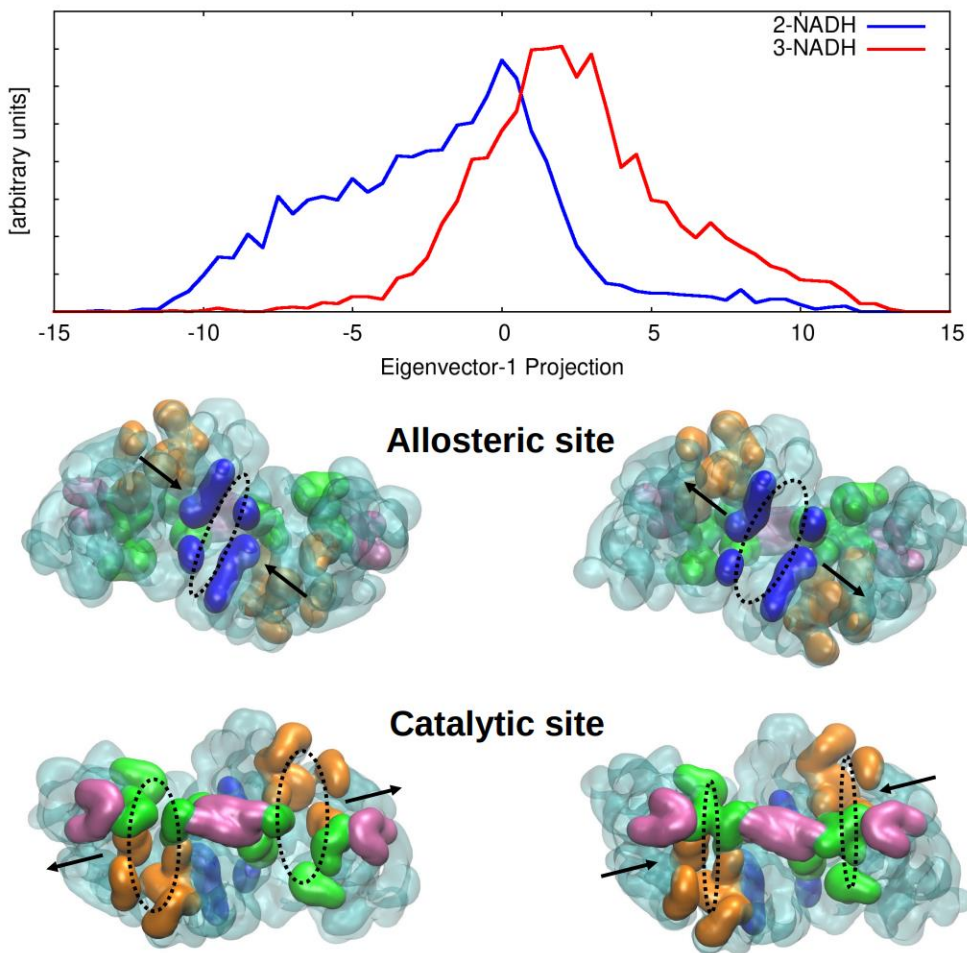 2-NADH
3-NADH
[arbitrary units]
-15 -10 -5 0 5 10 15
Eigenvector-1 Projection
Allosteric site
Catalytic site